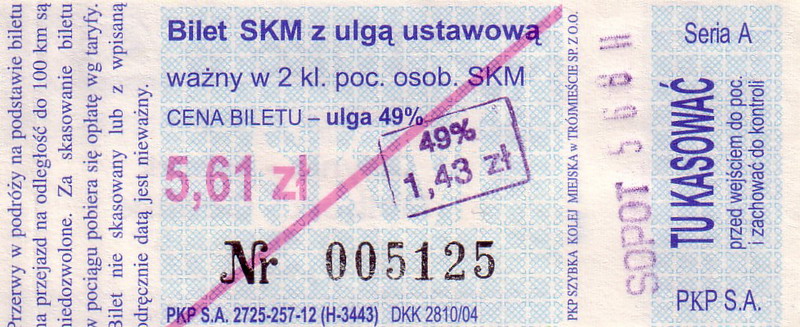 Przerwy w podróży na podstawie biletu
na przejazd na odległość do 100 km są
niedozwolone. Za skasowanie biletu
w pociągu pobiera się opłatę wg taryfy.
Bilet nie skasowany lub z wpisaną
odręcznie datą jest nieważny.
Bilet SKM z ulgą ustawową
ważny w 2 kl. poc. osob. SKM
CENA BILETU – ulga 49%
5,61 zł
49%
1,43 zł
Nr 005125
PKP S.A. 2725-257-12 (H-3443) DKK 2810/04
PKP SZYBKA KOLEJ MIEJSKA w TRÓJMIEŚCIE SP. Z O.O.
SOPOT 5 6 6 H
Seria A
TU KASOWAĆ
przed wejściem do poc.
i zachować do kontroli
PKP S.A.